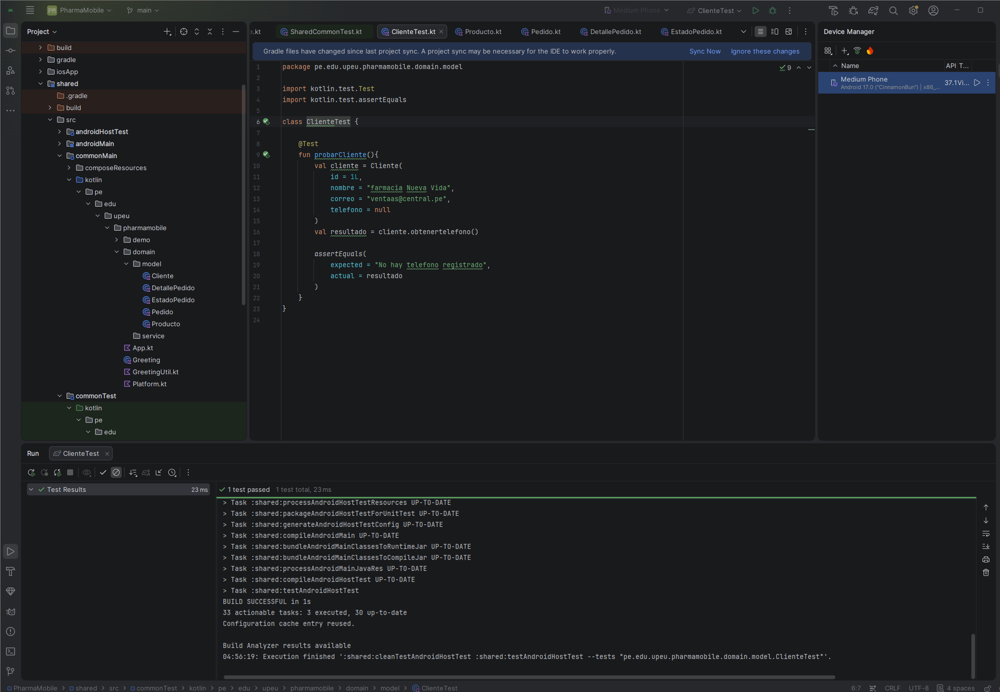 PM PharmaMobile main Medium Phone ClienteTest
Project
build
gradle
iosApp
shared
.gradle
build
src
androidHostTest
androidMain
commonMain
composeResources
kotlin
pe
edu
upeu
pharmamobile
demo
domain
model
Cliente
DetallePedido
EstadoPedido
Pedido
Producto
service
App.kt
Greeting
GreetingUtil.kt
Platform.kt
commonTest
kotlin
pe
edu
e.kt SharedCommonTest.kt ClienteTest.kt Producto.kt Pedido.kt DetallePedido.kt EstadoPedido.kt
Gradle files have changed since last project sync. A project sync may be necessary for the IDE to work properly. Sync Now Ignore these changes
9
1 package pe.edu.upeu.pharmamobile.domain.model
2
3 import kotlin.test.Test
4 import kotlin.test.assertEquals
5
6 class ClienteTest {
7
8 @Test
9 fun probarCliente(){
10 val cliente = Cliente(
11 id = 1L,
12 nombre = "farmacia Nueva Vida",
13 correo = "ventaas@central.pe",
14 telefono = null
15 )
16 val resultado = cliente.obtenertelefono()
17
18 assertEquals(
19 expected = "No hay telefono registrado",
20 actual = resultado
21 )
22 }
23 }
24
Device Manager
Name API T...
Medium Phone
Android 17.0 ("CinnamonBun") | x86_...
37.1Vi...
Run ClienteTest
Test Results 23 ms
1 test passed 1 test total, 23 ms
> Task :shared:processAndroidHostTestResources UP-TO-DATE
> Task :shared:packageAndroidHostTestForUnitTest UP-TO-DATE
> Task :shared:generateAndroidHostTestConfig UP-TO-DATE
> Task :shared:compileAndroidMain UP-TO-DATE
> Task :shared:bundleAndroidMainClassesToRuntimeJar UP-TO-DATE
> Task :shared:bundleAndroidMainClassesToCompileJar UP-TO-DATE
> Task :shared:processAndroidMainJavaRes UP-TO-DATE
> Task :shared:compileAndroidHostTest UP-TO-DATE
> Task :shared:testAndroidHostTest
BUILD SUCCESSFUL in 1s
33 actionable tasks: 3 executed, 30 up-to-date
Configuration cache entry reused.
Build Analyzer results available
04:56:19: Execution finished ':shared:cleanTestAndroidHostTest :shared:testAndroidHostTest --tests "pe.edu.upeu.pharmamobile.domain.model.ClienteTest"'.
PharmaMobile > shared > src > commonTest > kotlin > pe > edu > upeu > pharmamobile > domain > model > ClienteTest 6:7 CRLF UTF-8 4 spaces